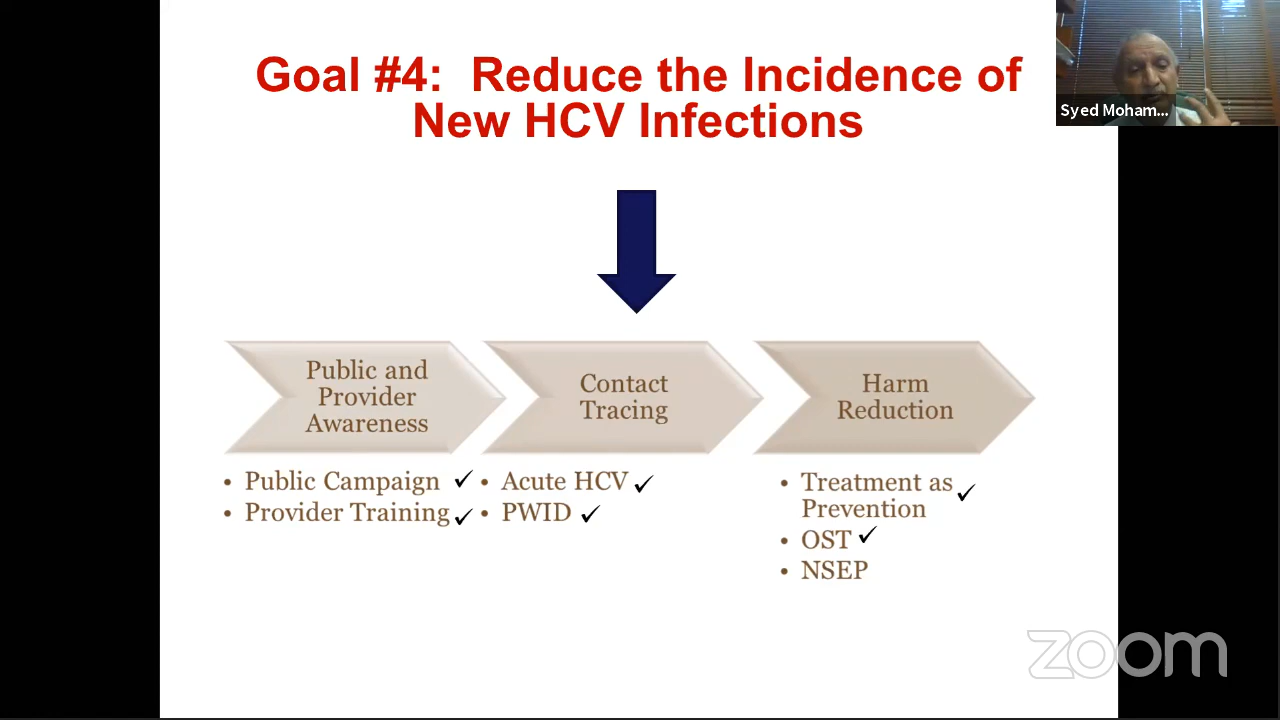 Goal #4: Reduce the Incidence of
New HCV Infections
Syed Moham...
Public and
Provider
Awareness
Contact
Tracing
Harm
Reduction
• Public Campaign ✓
• Provider Training ✓
• Acute HCV ✓
• PWID ✓
• Treatment as
Prevention ✓
• OST ✓
• NSEP
zoom